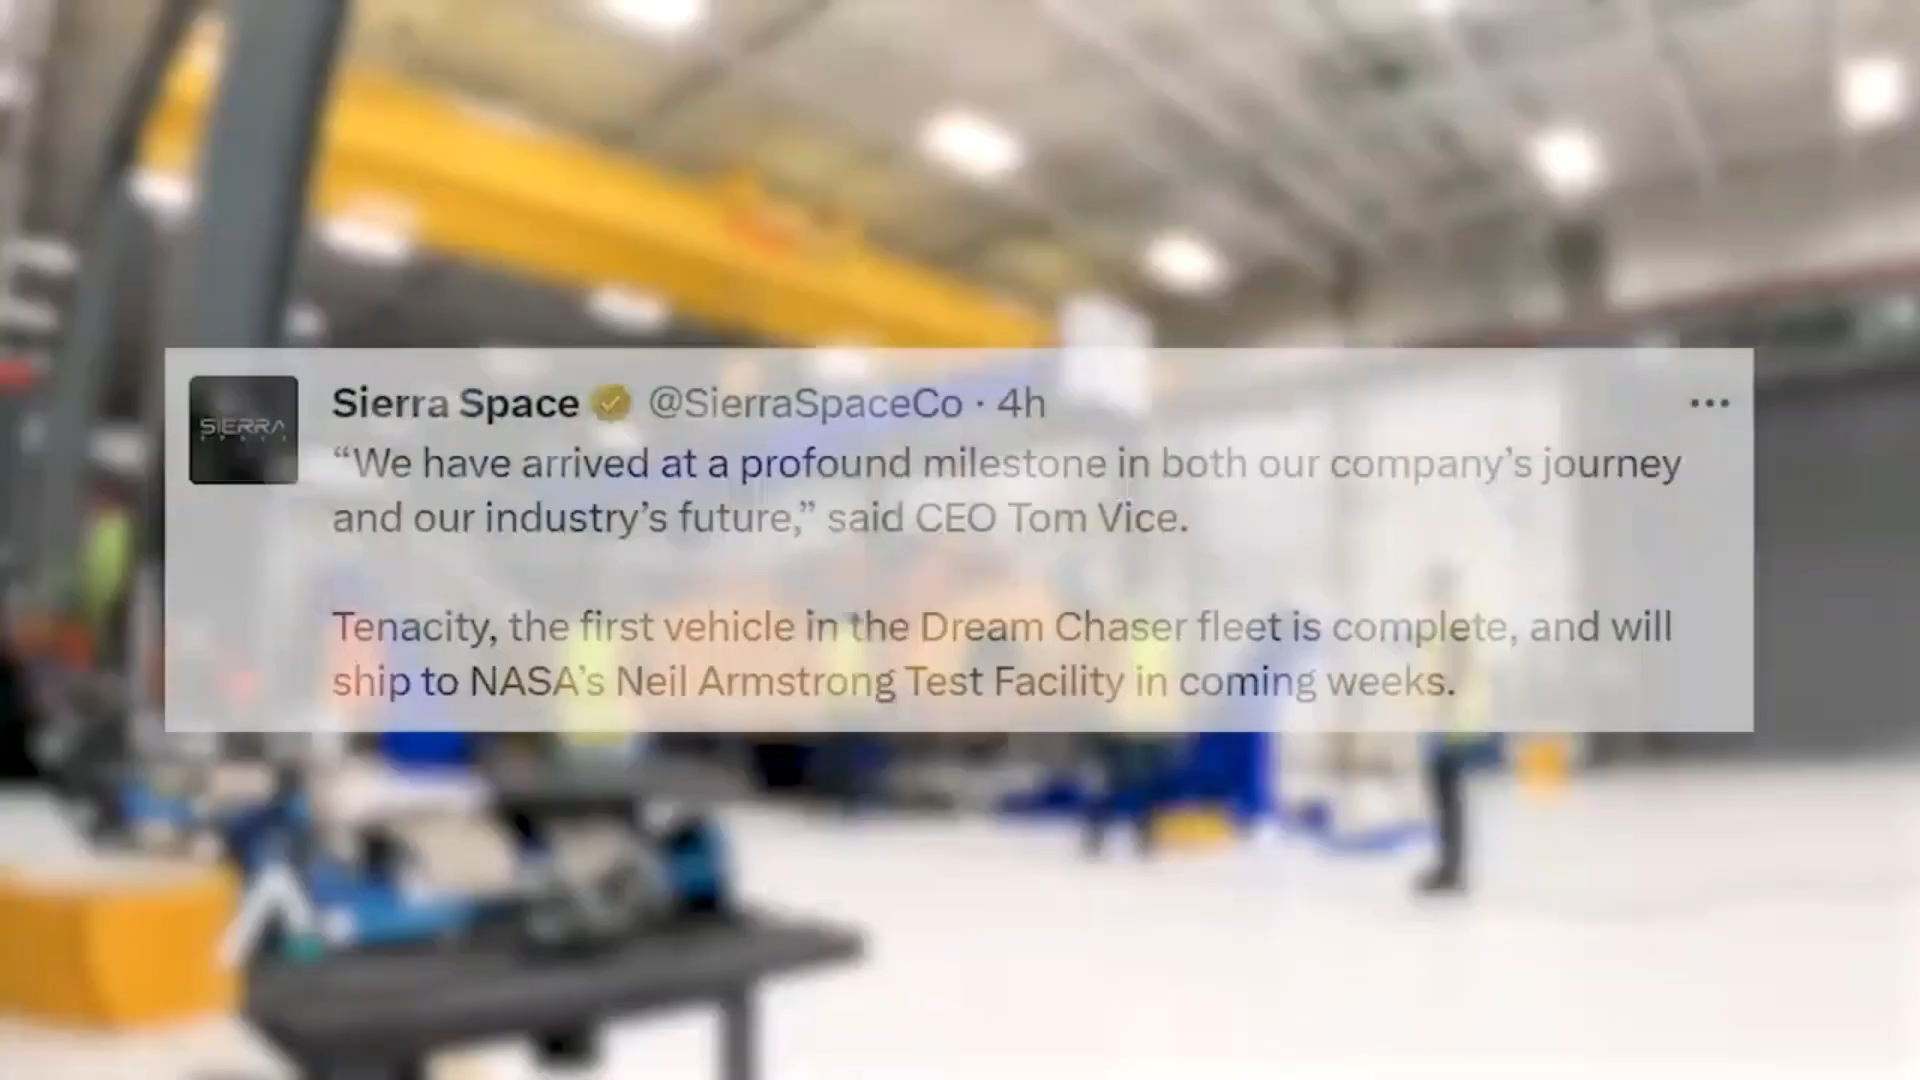 SIERRA
SPACE
Sierra Space @SierraSpaceCo · 4h
“We have arrived at a profound milestone in both our company’s journey
and our industry’s future,” said CEO Tom Vice.
Tenacity, the first vehicle in the Dream Chaser fleet is complete, and will
ship to NASA’s Neil Armstrong Test Facility in coming weeks.